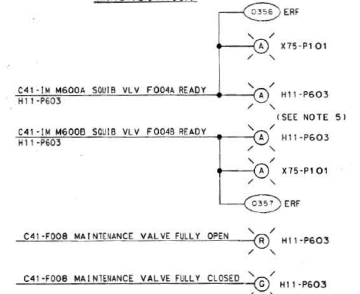 0356 ERF
A X75-P101
C41-IM M600A SQUIB VLV F004A READY
H11-P603
A H11-P603
(SEE NOTE 5)
C41-IM M600B SQUIB VLV F004B READY
H11-P603
A H11-P603
A X75-P101
0357 ERF
C41-F008 MAINTENANCE VALVE FULLY OPEN
R H11-P603
C41-F008 MAINTENANCE VALVE FULLY CLOSED
G H11-P603